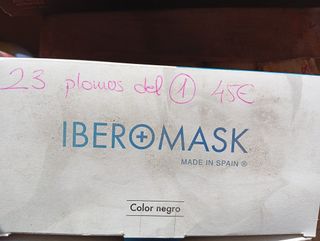 23 plomos del 1 45€
IBEROMASK
MADE IN SPAIN ®
Color negro